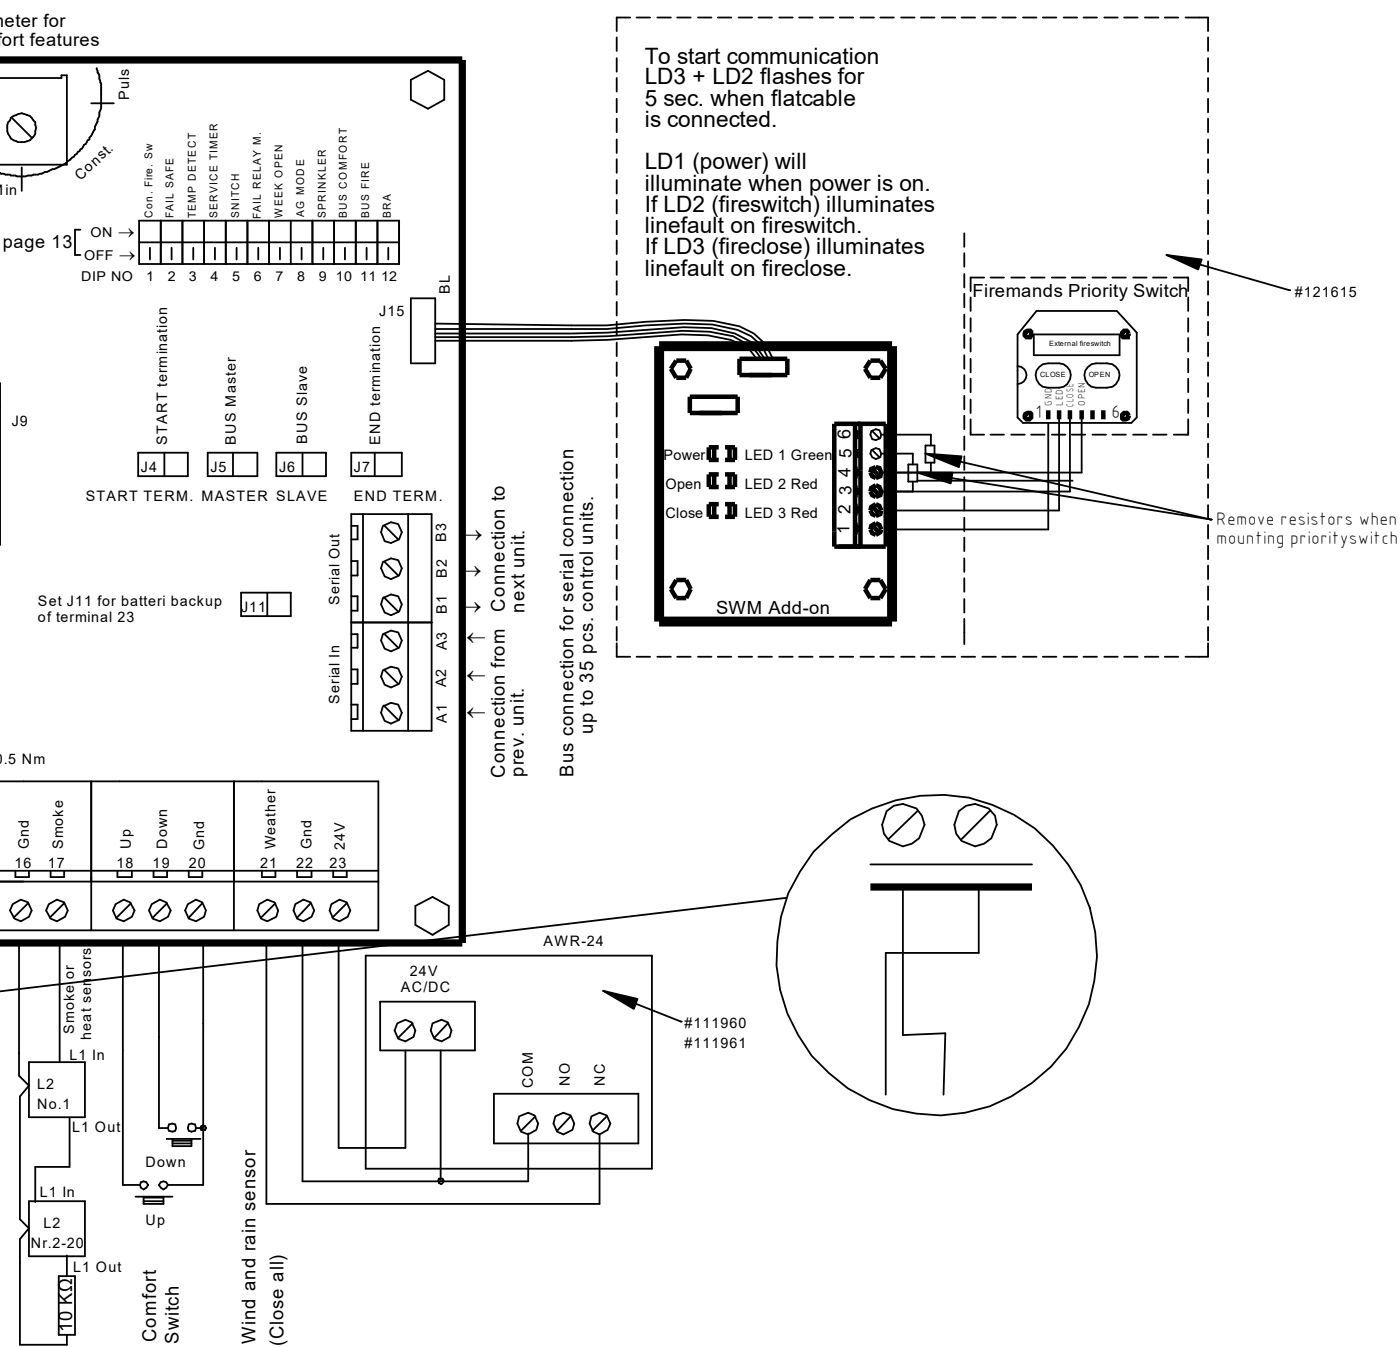 neter for
fort features
Puls
Const.
Min
Con. Fire. Sw
FAIL SAFE
TEMP DETECT
SERVICE TIMER
SNITCH
FAIL RELAY M.
WEEK OPEN
AG MODE
SPRINKLER
BUS COMFORT
BUS FIRE
BRA
page 13
ON →
OFF →
DIP NO 1 2 3 4 5 6 7 8 9 10 11 12
BL
J15
J9
START termination
BUS Master
BUS Slave
END termination
J4
J5
J6
J7
START TERM. MASTER SLAVE END TERM.
Serial Out
Serial In
B3
B2
B1
A3
A2
A1
Connection to
next unit.
Connection from
prev. unit.
Bus connection for serial connection
up to 35 pcs. control units.
Set J11 for batteri backup
of terminal 23
J11
To start communication
LD3 + LD2 flashes for
5 sec. when flatcable
is connected.
LD1 (power) will
illuminate when power is on.
If LD2 (fireswitch) illuminates
linefault on fireswitch.
If LD3 (fireclose) illuminates
linefault on fireclose.
#121615
Firemands Priority Switch
External fireswitch
CLOSE
OPEN
GND
LED
CLOSE
OPEN
1
6
Power
LED 1 Green
Open
LED 2 Red
Close
LED 3 Red
6
5
4
3
2
1
SWM Add-on
Remove resistors when
mounting priorityswitch
0.5 Nm
Gnd
Smoke
Up
Down
Gnd
Weather
Gnd
24V
16 17 18 19 20 21 22 23
Smoke or
heat sensors
L1 In
L2
No.1
L1 Out
L1 In
L2
Nr.2-20
L1 Out
10 KΩ
Down
Up
Comfort
Switch
Wind and rain sensor
(Close all)
AWR-24
24V
AC/DC
COM
NO
NC
#111960
#111961